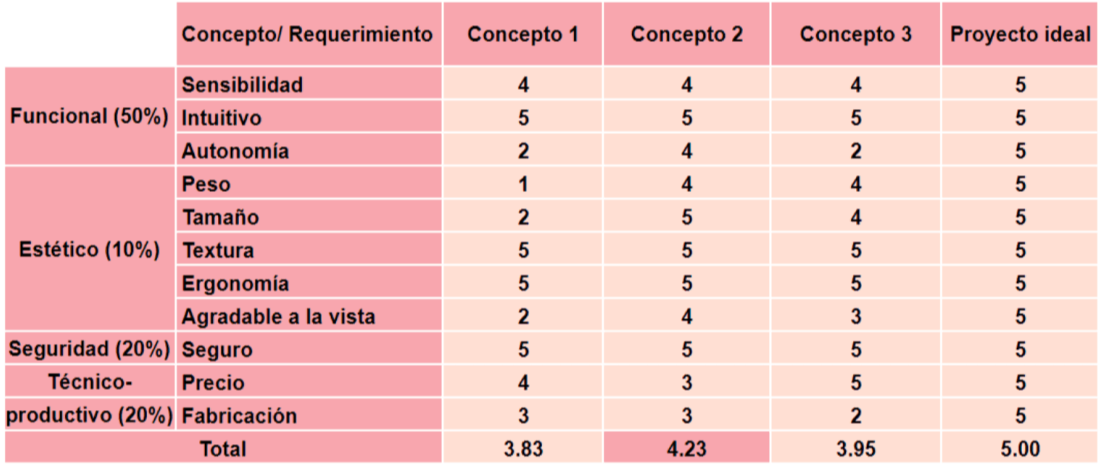 Concepto/ Requerimiento Concepto 1 Concepto 2 Concepto 3 Proyecto ideal
Funcional (50%) Sensibilidad 4 4 4 5
Intuitivo 5 5 5 5
Autonomía 2 4 2 5
Estético (10%) Peso 1 4 4 5
Tamaño 2 5 4 5
Textura 5 5 5 5
Ergonomía 5 5 5 5
Agradable a la vista 2 4 3 5
Seguridad (20%) Seguro 5 5 5 5
Técnico- Precio 4 3 5 5
productivo (20%) Fabricación 3 3 2 5
Total 3.83 4.23 3.95 5.00